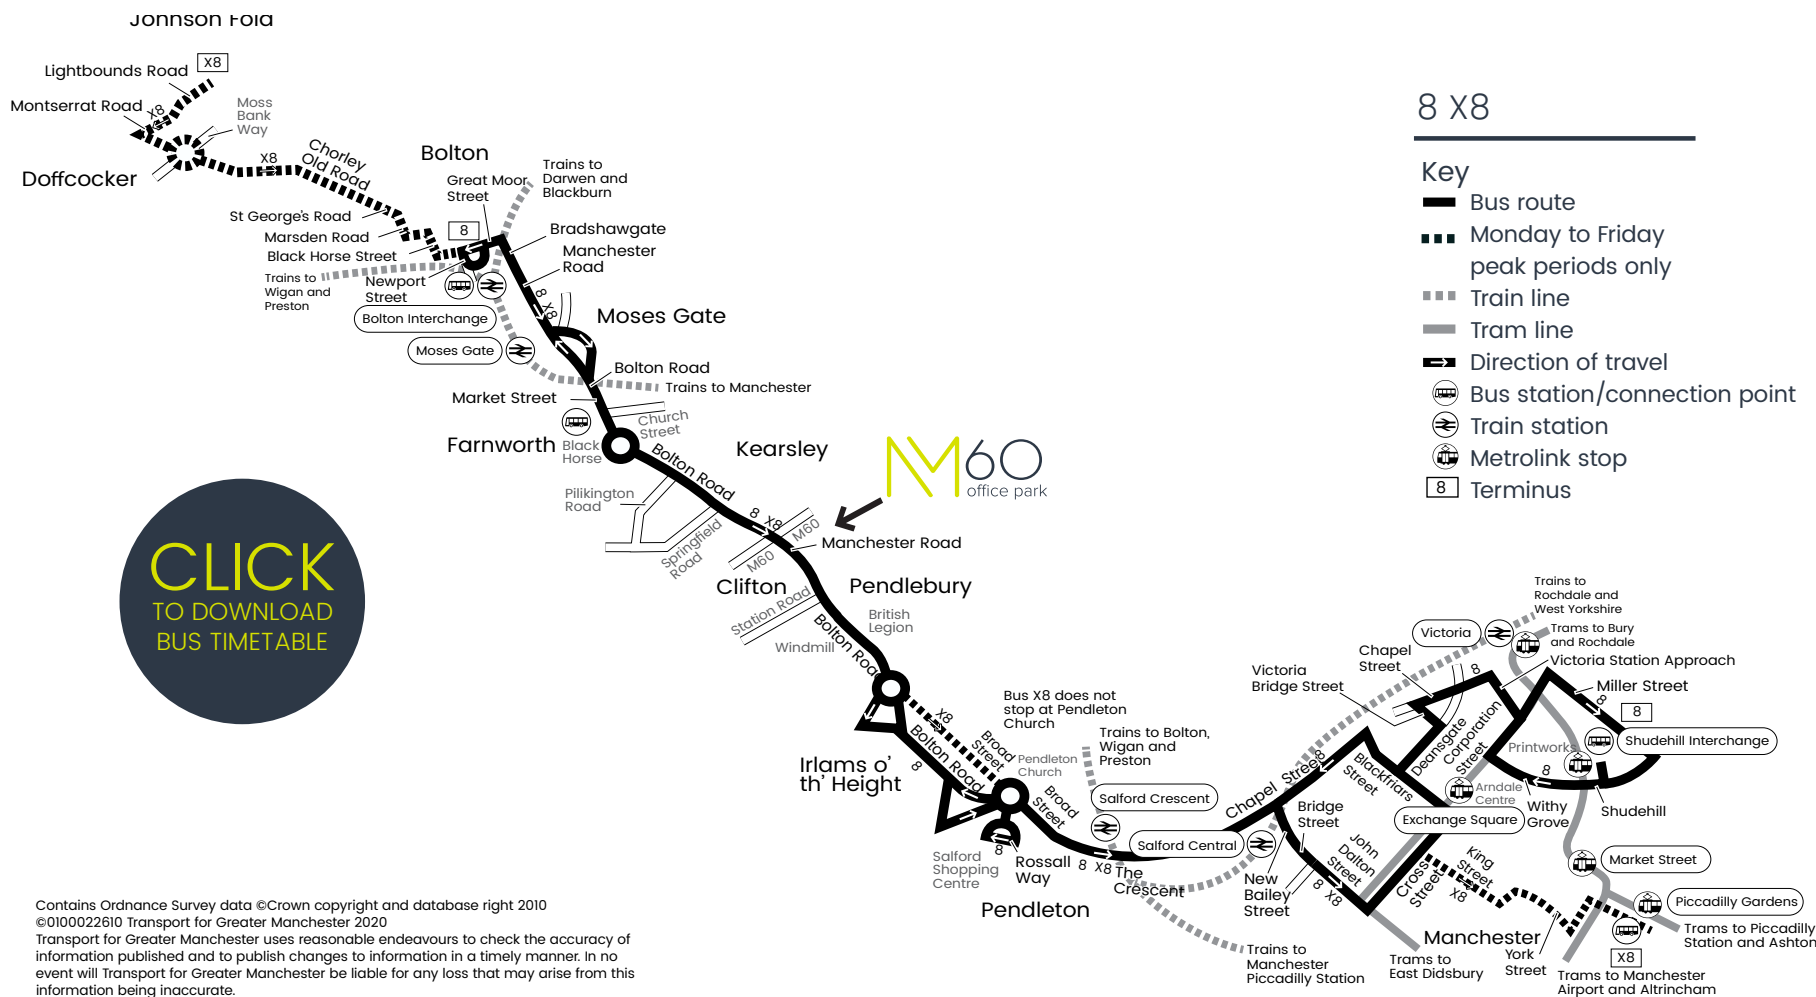 Johnson Fold
Lightbounds Road
X8
Montserrat Road
X8
Moss
Bank
Way
Doffcocker
X8
Chorley
Old Road
St George's Road
Marsden Road
Black Horse Street
Trains to
Wigan and
Preston
Bolton
Great Moor
Street
8
Newport
Street
Bolton Interchange
Trains to
Darwen and
Blackburn
Bradshawgate
Manchester
Road
8 X8
Moses Gate
Moses Gate
Bolton Road
Trains to Manchester
Market Street
Church
Street
Farnworth
Black
Horse
Kearsley
Bolton Road
Pilikington
Road
Springfield
Road
8 X8
M60
M60
M60
office park
Manchester Road
Clifton
Pendlebury
Station Road
British
Legion
Windmill
Bolton Road
X8
Broad
Street
Bus X8 does not
stop at Pendleton
Church
Pendleton
Church
Irlams o'
th' Height
Bolton Road
8
Broad
Street
Trains to Bolton,
Wigan and
Preston
Salford Crescent
Salford Central
Salford
Shopping
Centre
8
Rossall
Way
8 X8
The
Crescent
Pendleton
Chapel Street
8
Bridge
Street
New
Bailey
Street
8 X8
John
Dalton
Street
Trains to
Manchester
Piccadilly Station
Victoria
Bridge Street
Chapel
Street
8
Victoria
Trains to
Rochdale and
West Yorkshire
Trams to Bury
and Rochdale
Victoria Station Approach
Miller Street
8
8
Shudehill Interchange
Printworks
Deansgate
Corporation
Street
Blackfriars
Street
8
Arndale
Centre
Withy
Grove
Shudehill
Exchange Square
Cross
Street
King
Street
X8
Market Street
Piccadilly Gardens
Trams to Piccadilly
Station and Ashton
Manchester
York
Street
X8
Trams to
East Didsbury
Trams to Manchester
Airport and Altrincham
8 X8
Key
Bus route
Monday to Friday
peak periods only
Train line
Tram line
Direction of travel
Bus station/connection point
Train station
Metrolink stop
8 Terminus
CLICK
TO DOWNLOAD
BUS TIMETABLE
Contains Ordnance Survey data ©Crown copyright and database right 2010
©0100022610 Transport for Greater Manchester 2020
Transport for Greater Manchester uses reasonable endeavours to check the accuracy of
information published and to publish changes to information in a timely manner. In no
event will Transport for Greater Manchester be liable for any loss that may arise from this
information being inaccurate.